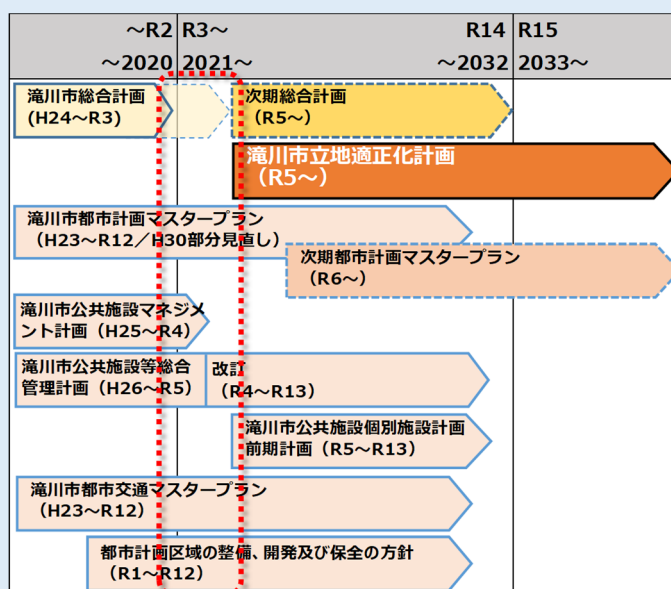 ～R2 R3～ R14 R15
～2020 2021～ ～2032 2033～
滝川市総合計画
(H24～R3)
次期総合計画
（R5～）
滝川市立地適正化計画
（R5～）
滝川市都市計画マスタープラン
（H23～R12／H30部分見直し）
次期都市計画マスタープラン
（R6～）
滝川市公共施設マネジメ
ント計画（H25～R4）
滝川市公共施設等総合
管理計画（H26～R5）
改訂
（R4～R13）
滝川市公共施設個別施設計画
前期計画（R5～R13）
滝川市都市交通マスタープラン
（H23～R12）
都市計画区域の整備、開発及び保全の方針
（R1～R12）